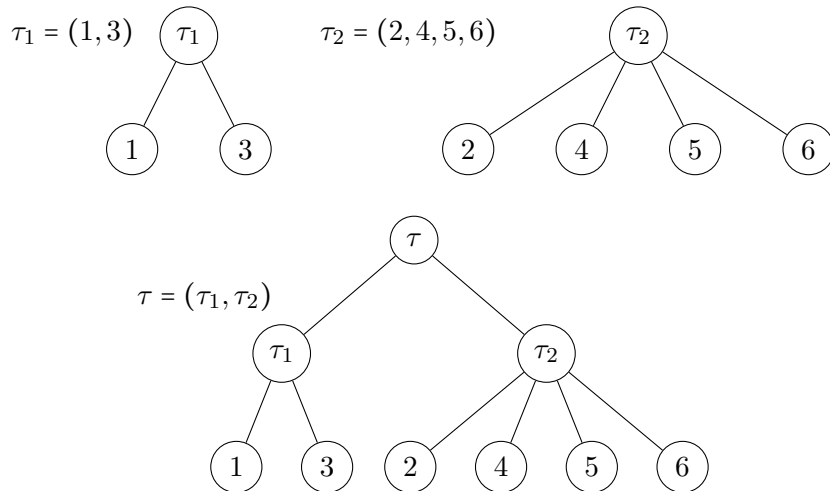 τ₁ = (1, 3) τ₁ τ₂ = (2, 4, 5, 6) τ₂
1 3 2 4 5 6
τ
τ = (τ₁, τ₂)
τ₁ τ₂
1 3 2 4 5 6